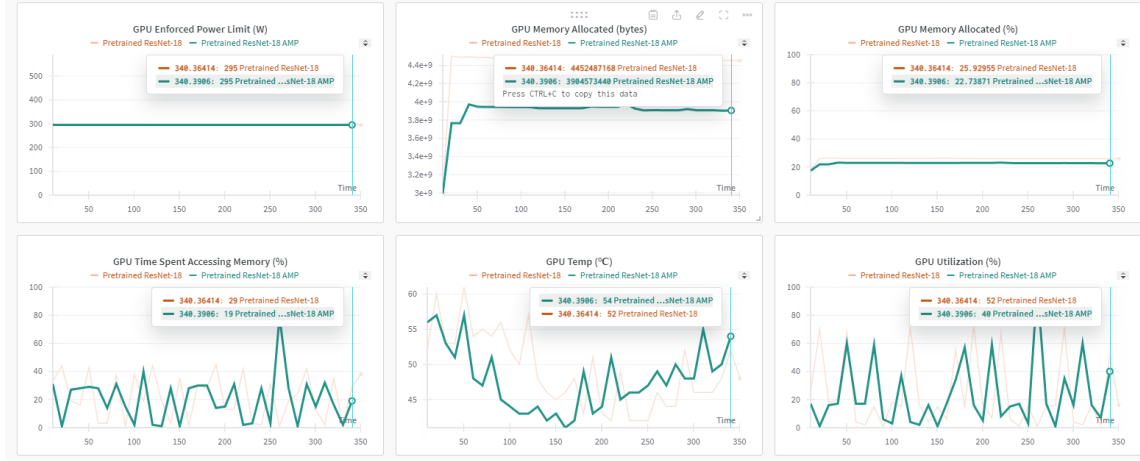 GPU Enforced Power Limit (W)
Pretrained ResNet-18 Pretrained ResNet-18 AMP
340.36414: 295 Pretrained ResNet-18
340.3906: 295 Pretrained ...sNet-18 AMP
500
400
300
200
100
0
Time
50 100 150 200 250 300 350
GPU Memory Allocated (bytes)
Pretrained ResNet-18 Pretrained ResNet-18 AMP
340.36414: 4452487168 Pretrained ResNet-18
340.3906: 3904573440 Pretrained ...sNet-18 AMP
Press CTRL+C to copy this data
4.4e+9
4.2e+9
4e+9
3.8e+9
3.6e+9
3.4e+9
3.2e+9
3e+9
Time
50 100 150 200 250 300 350
GPU Memory Allocated (%)
Pretrained ResNet-18 Pretrained ResNet-18 AMP
340.36414: 25.92955 Pretrained ResNet-18
340.3906: 22.73871 Pretrained ...sNet-18 AMP
100
80
60
40
20
0
Time
50 100 150 200 250 300 350
GPU Time Spent Accessing Memory (%)
Pretrained ResNet-18 Pretrained ResNet-18 AMP
340.36414: 29 Pretrained ResNet-18
340.3906: 19 Pretrained ...sNet-18 AMP
100
80
60
40
20
0
Time
50 100 150 200 250 300 350
GPU Temp (℃)
Pretrained ResNet-18 Pretrained ResNet-18 AMP
340.3906: 54 Pretrained ...sNet-18 AMP
340.36414: 52 Pretrained ResNet-18
60
55
50
45
Time
50 100 150 200 250 300 350
GPU Utilization (%)
Pretrained ResNet-18 Pretrained ResNet-18 AMP
340.36414: 52 Pretrained ResNet-18
340.3906: 40 Pretrained ...sNet-18 AMP
100
80
60
40
20
0
Time
50 100 150 200 250 300 350